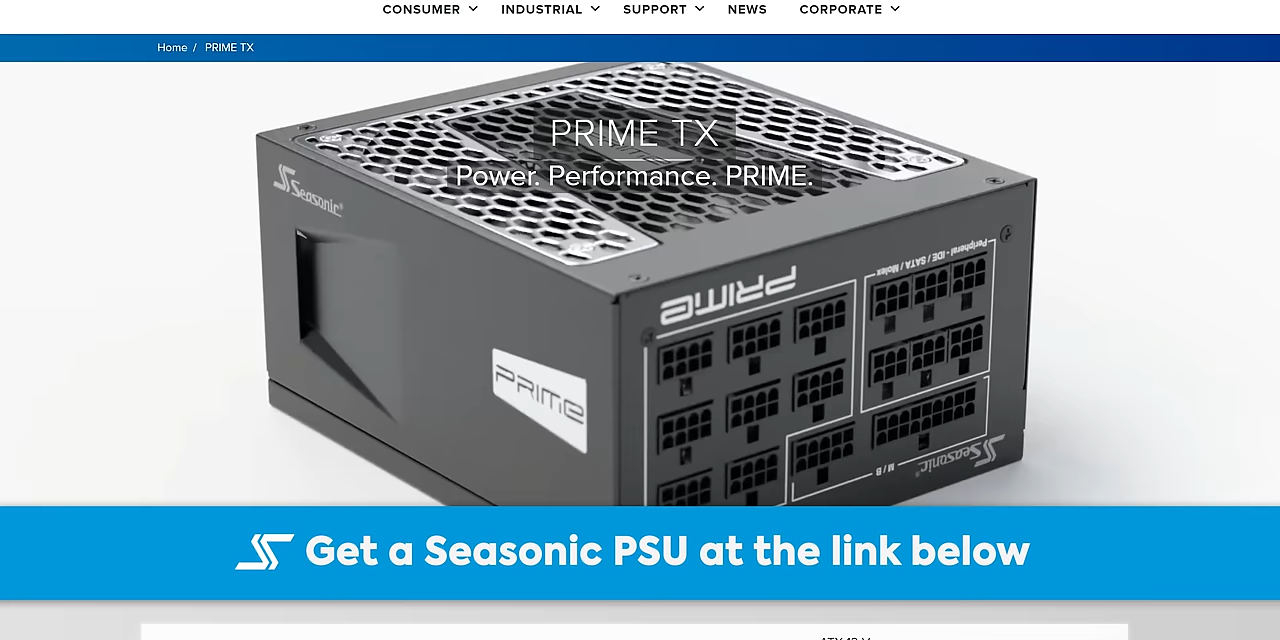 CONSUMER INDUSTRIAL SUPPORT NEWS CORPORATE
Home / PRIME TX
PRIME TX
Power. Performance. PRIME.
Seasonic
Peripheral - IDE / SATA / Molex
PRIME
PRIME
M / B
Seasonic
Get a Seasonic PSU at the link below